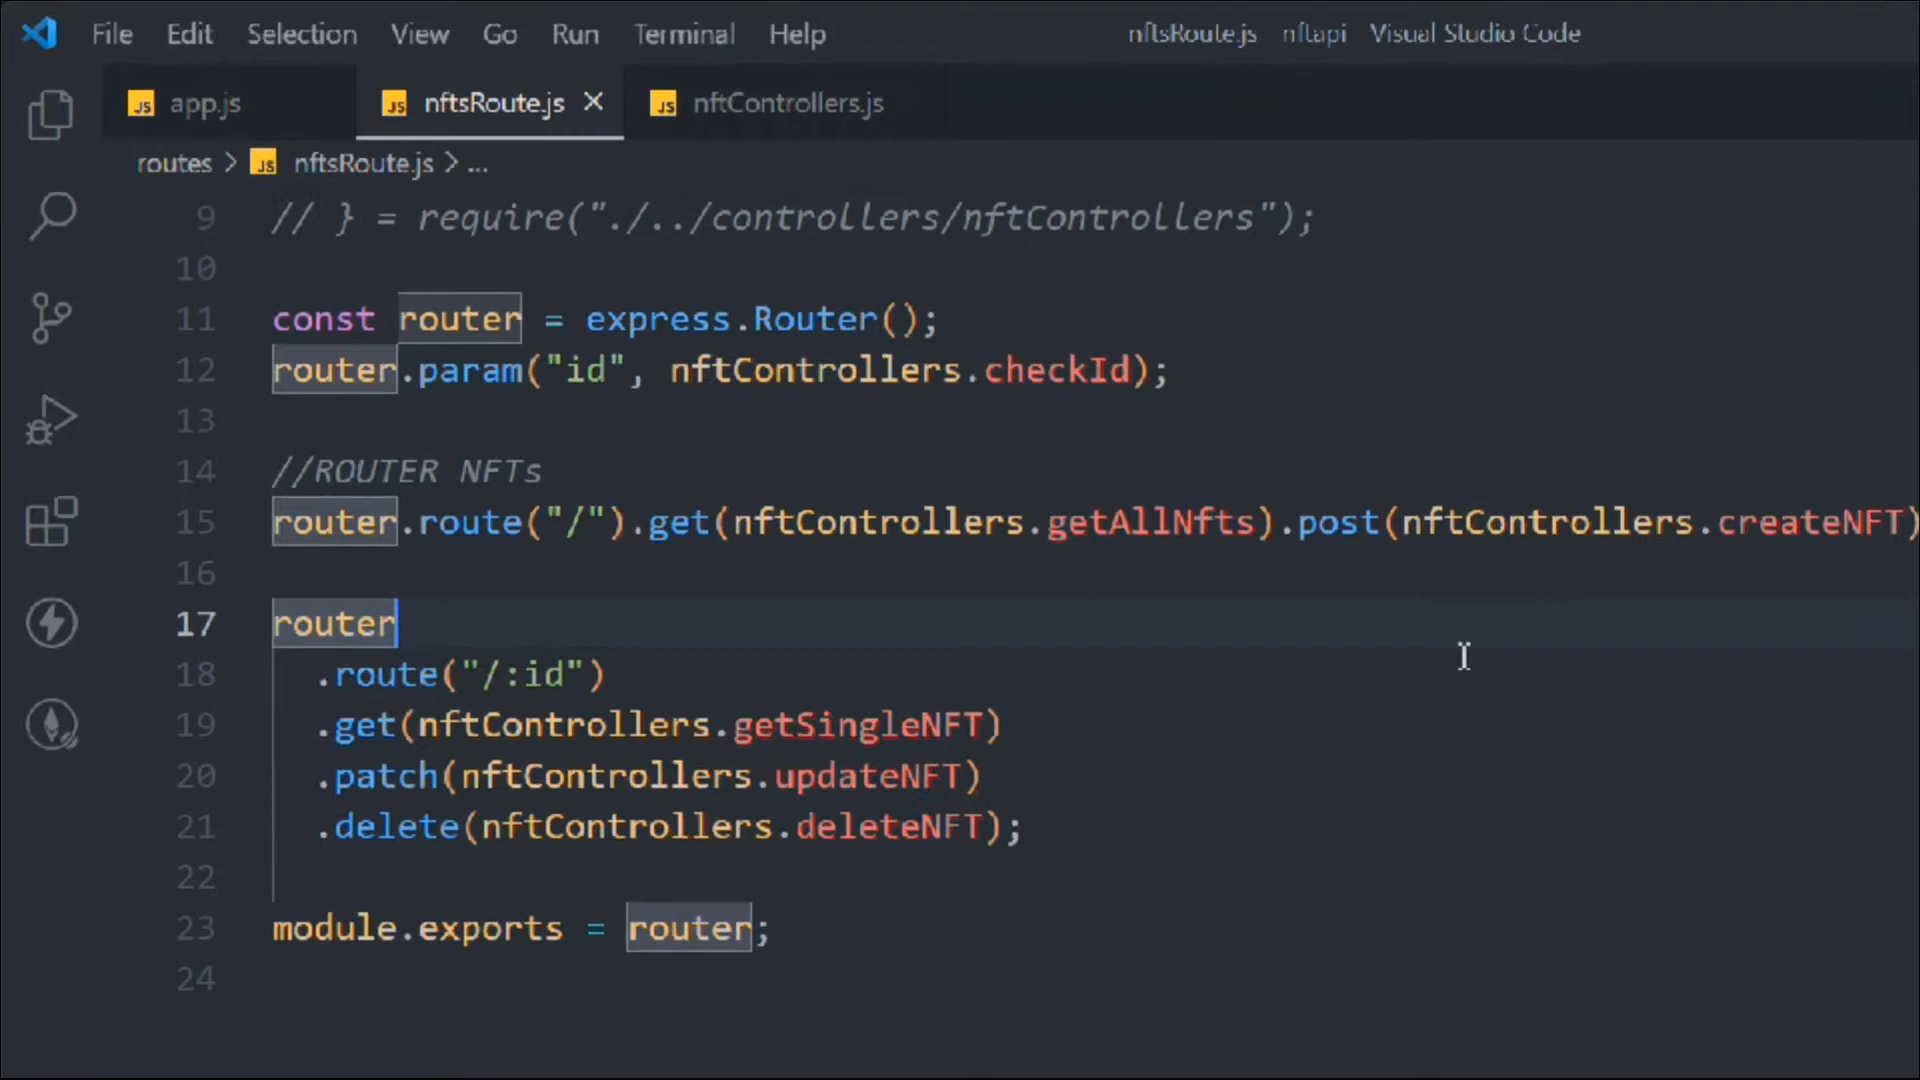 File Edit Selection View Go Run Terminal Help nftsRoute.js nftapi Visual Studio Code
JS app.js JS nftsRoute.js JS nftControllers.js
routes > JS nftsRoute.js > ...
9 // } = require("./../controllers/nftControllers");
10
11 const router = express.Router();
12 router.param("id", nftControllers.checkId);
13
14 //ROUTER NFTs
15 router.route("/").get(nftControllers.getAllNfts).post(nftControllers.createNFT)
16
17 router
18 .route("/:id")
19 .get(nftControllers.getSingleNFT)
20 .patch(nftControllers.updateNFT)
21 .delete(nftControllers.deleteNFT);
22
23 module.exports = router;
24